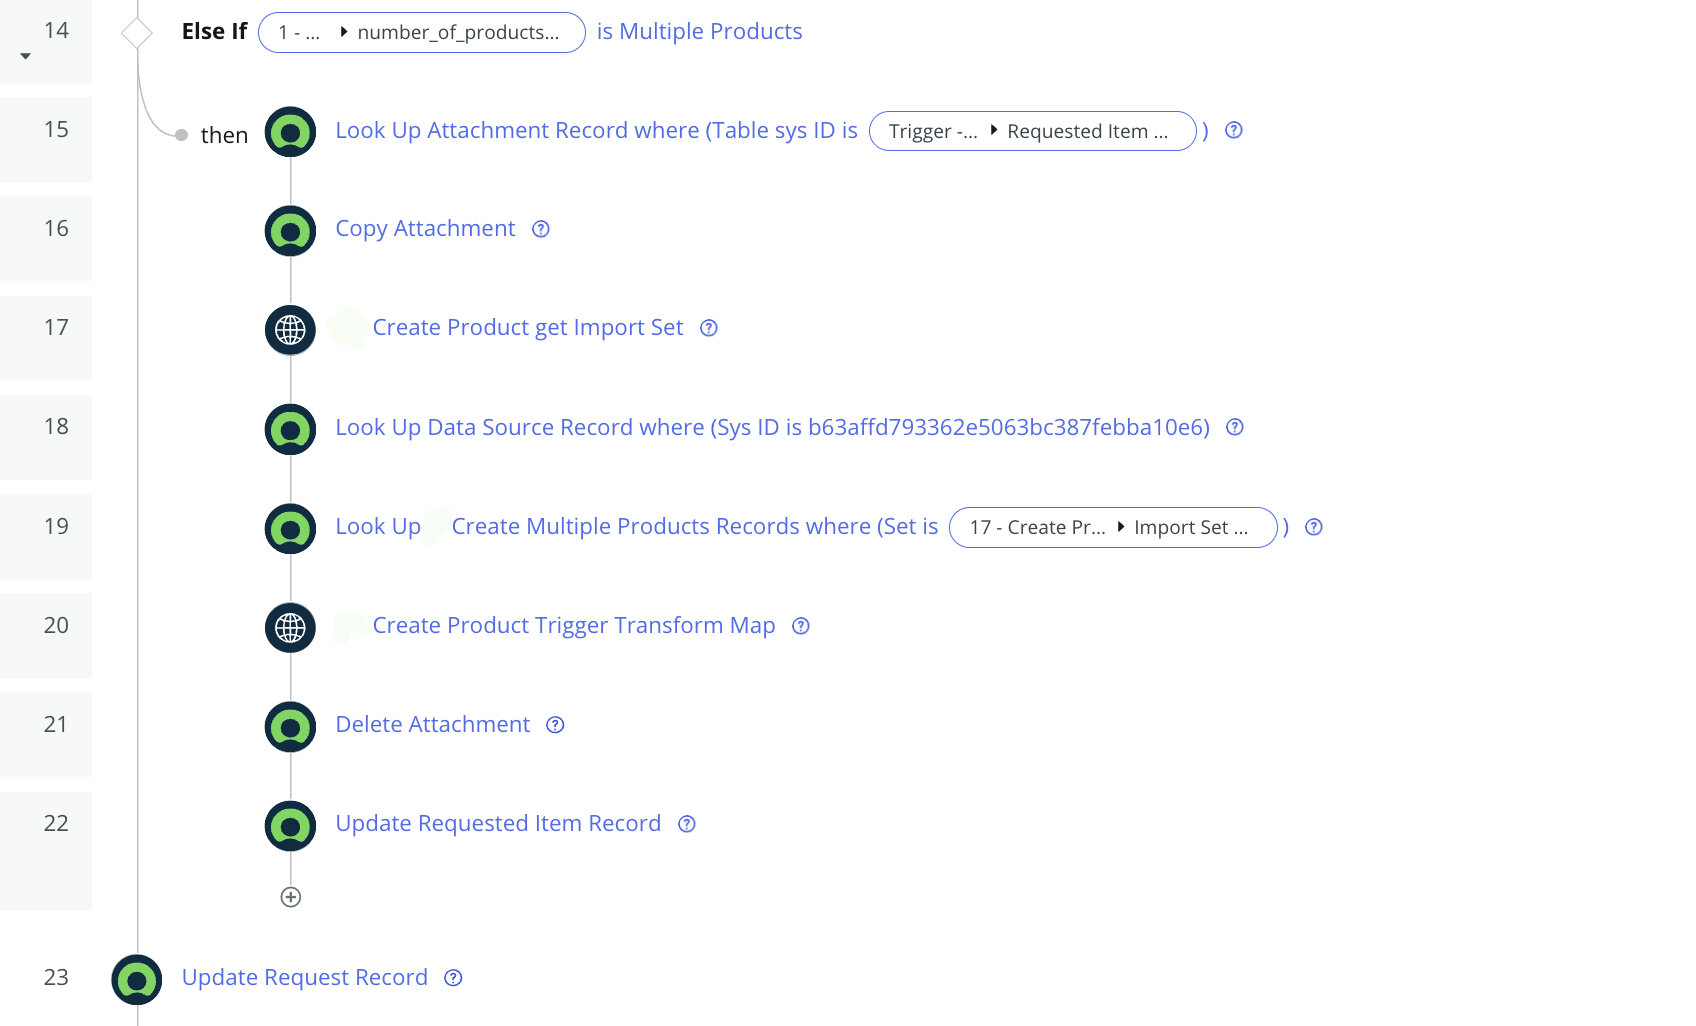 14 Else If 1 - ... number_of_products... is Multiple Products
15 then Look Up Attachment Record where (Table sys ID is Trigger -... Requested Item ... )
16 Copy Attachment
17 Create Product get Import Set
18 Look Up Data Source Record where (Sys ID is b63affd793362e5063bc387febba10e6)
19 Look Up Create Multiple Products Records where (Set is 17 - Create Pr... Import Set ... )
20 Create Product Trigger Transform Map
21 Delete Attachment
22 Update Requested Item Record
23 Update Request Record